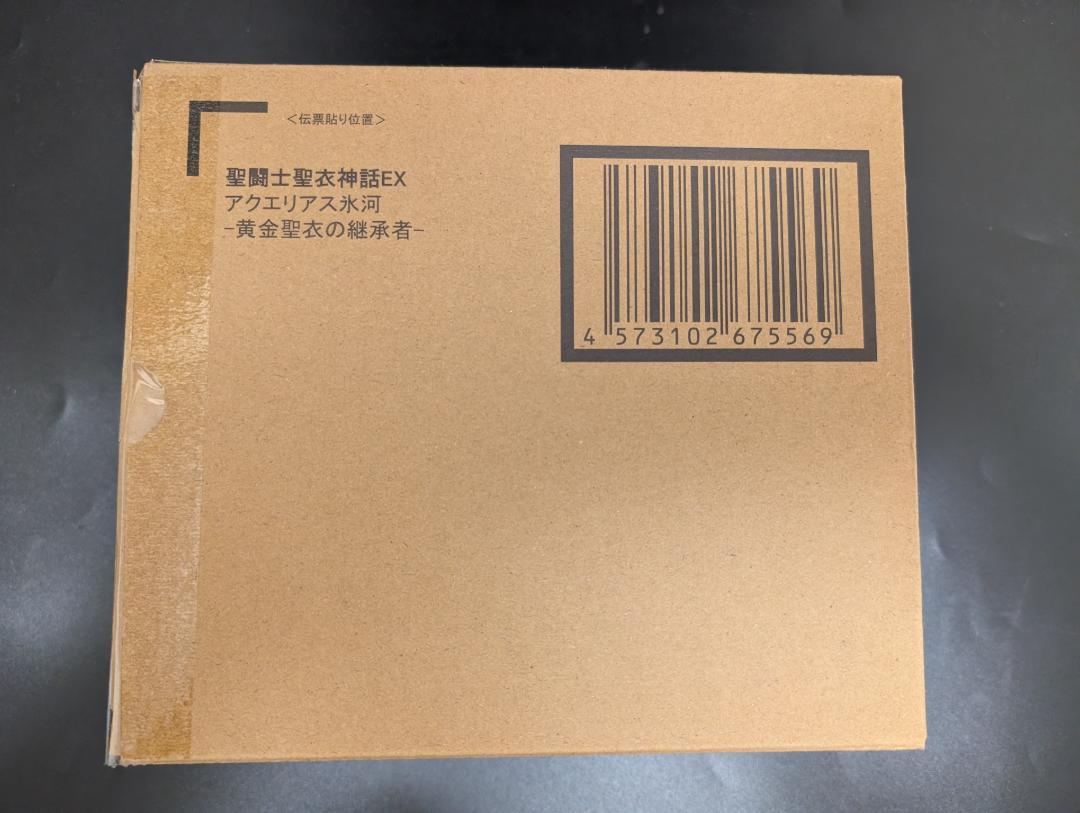 <伝票貼り位置>
聖闘士聖衣神話EX
アクエリアス氷河
-黄金聖衣の継承者-
4 573102 675569